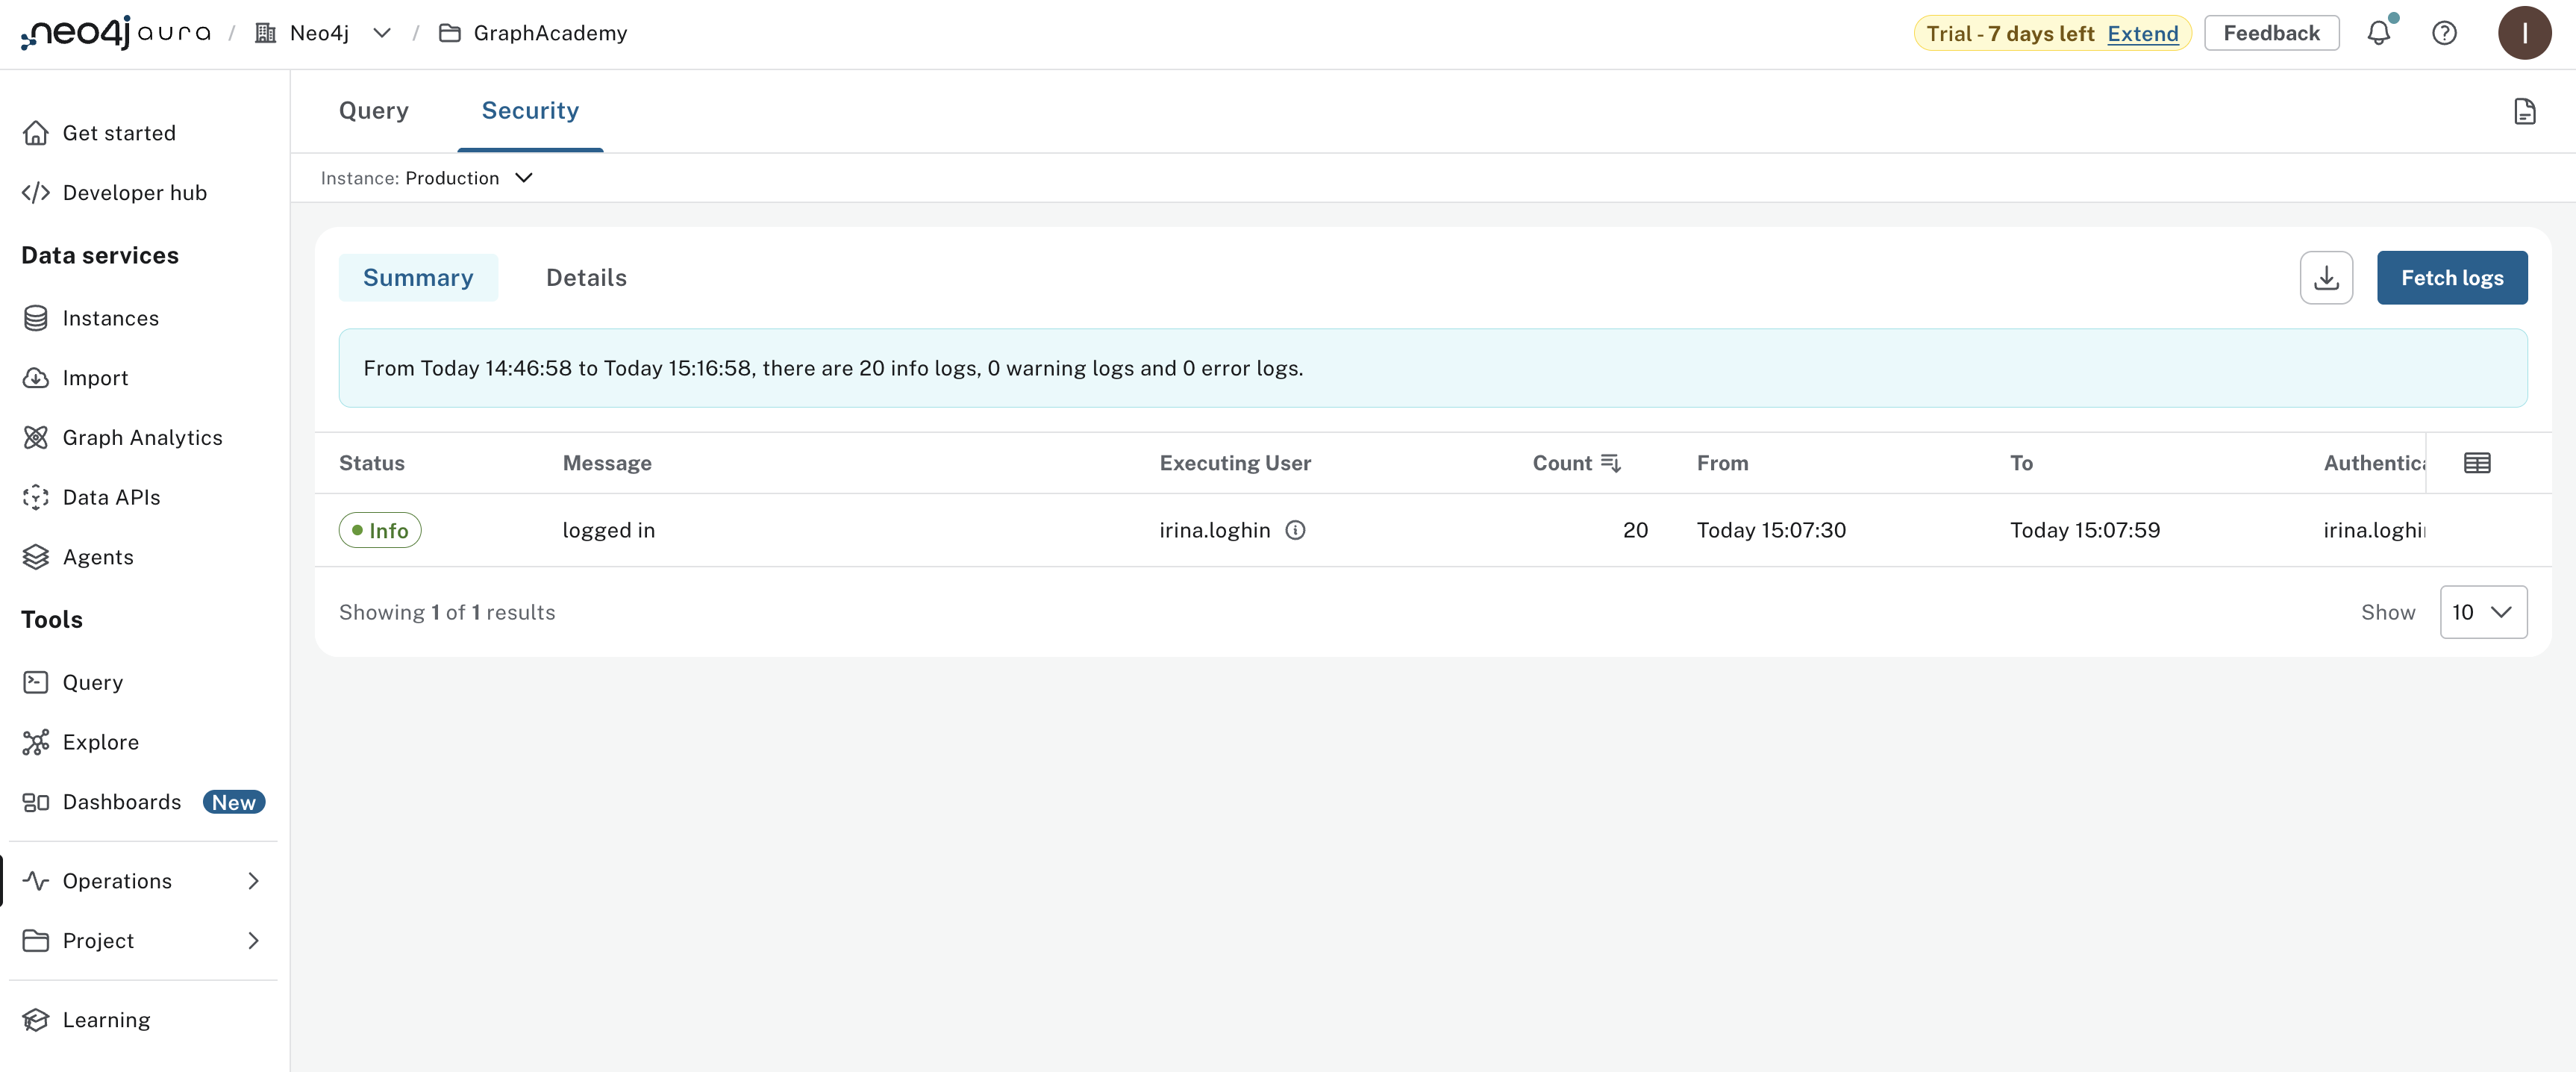 neo4j aura / Neo4j / GraphAcademy
Trial - 7 days left Extend
Feedback
I
Get started
Developer hub
Data services
Instances
Import
Graph Analytics
Data APIs
Agents
Tools
Query
Explore
Dashboards New
Operations
Project
Learning
Query Security
Instance: Production
Summary Details
Fetch logs
From Today 14:46:58 to Today 15:16:58, there are 20 info logs, 0 warning logs and 0 error logs.
Status Message Executing User Count From To Authentica
Info logged in irina.loghin 20 Today 15:07:30 Today 15:07:59 irina.loghin
Showing 1 of 1 results
Show 10